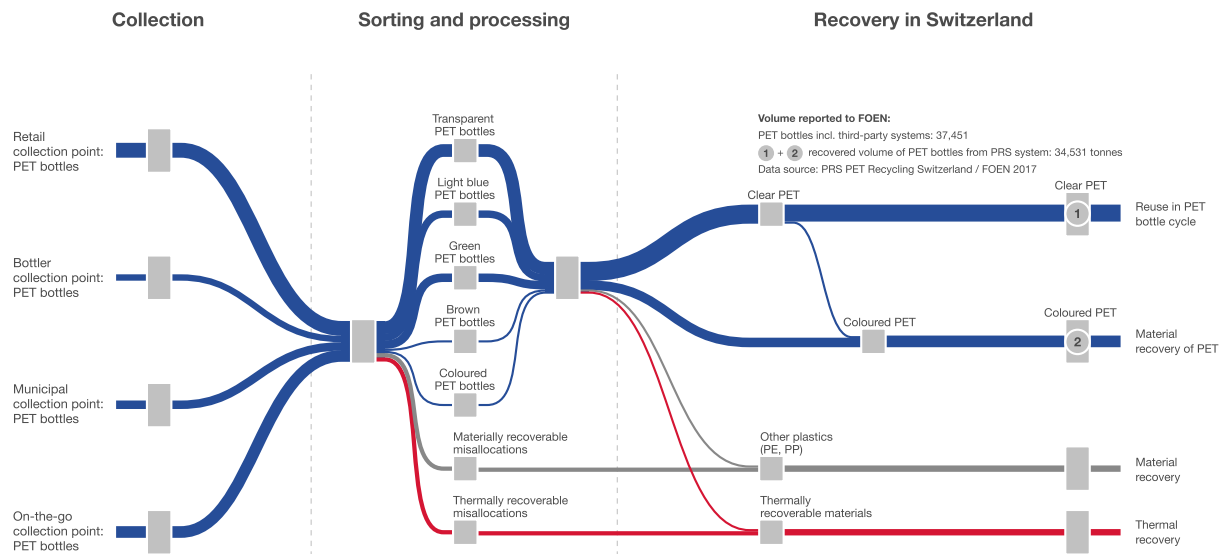 Collection
Sorting and processing
Recovery in Switzerland
Retail
collection point:
PET bottles
Bottler
collection point:
PET bottles
Municipal
collection point:
PET bottles
On-the-go
collection point:
PET bottles
Transparent
PET bottles
Light blue
PET bottles
Green
PET bottles
Brown
PET bottles
Coloured
PET bottles
Materially recoverable
misallocations
Thermally recoverable
misallocations
Volume reported to FOEN:
PET bottles incl. third-party systems: 37,451
1 + 2 recovered volume of PET bottles from PRS system: 34,531 tonnes
Data source: PRS PET Recycling Switzerland / FOEN 2017
Clear PET
Coloured PET
Other plastics
(PE, PP)
Thermally
recoverable materials
Clear PET
1
Coloured PET
2
Reuse in PET
bottle cycle
Material
recovery of PET
Material
recovery
Thermal
recovery